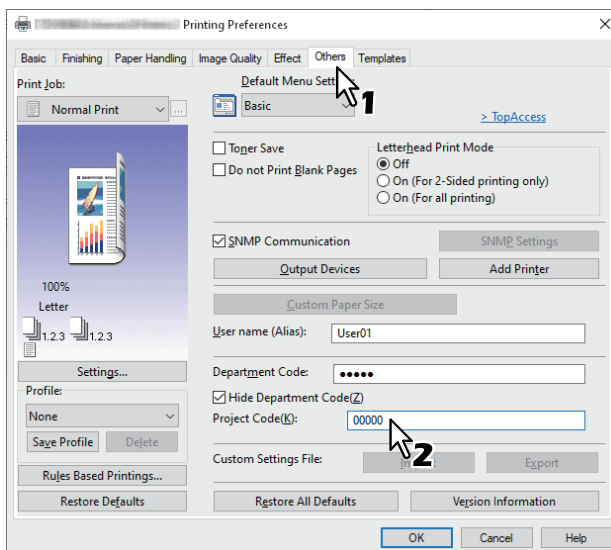 Printing Preferences
Basic Finishing Paper Handling Image Quality Effect Others Templates
Print Job:
Normal Print
...
100%
Letter
1.2.3 1.2.3
Settings...
Profile:
None
Save Profile Delete
Rules Based Printings...
Restore Defaults
Default Menu Sett
1
Basic
> TopAccess
Toner Save
Do not Print Blank Pages
Letterhead Print Mode
Off
On (For 2-Sided printing only)
On (For all printing)
SNMP Communication
SNMP Settings
Output Devices
Add Printer
Custom Paper Size
User name (Alias): User01
Department Code: •••••
Hide Department Code(Z)
Project Code(K): 00000
2
Custom Settings File:
Export
Restore All Defaults
Version Information
OK Cancel Help